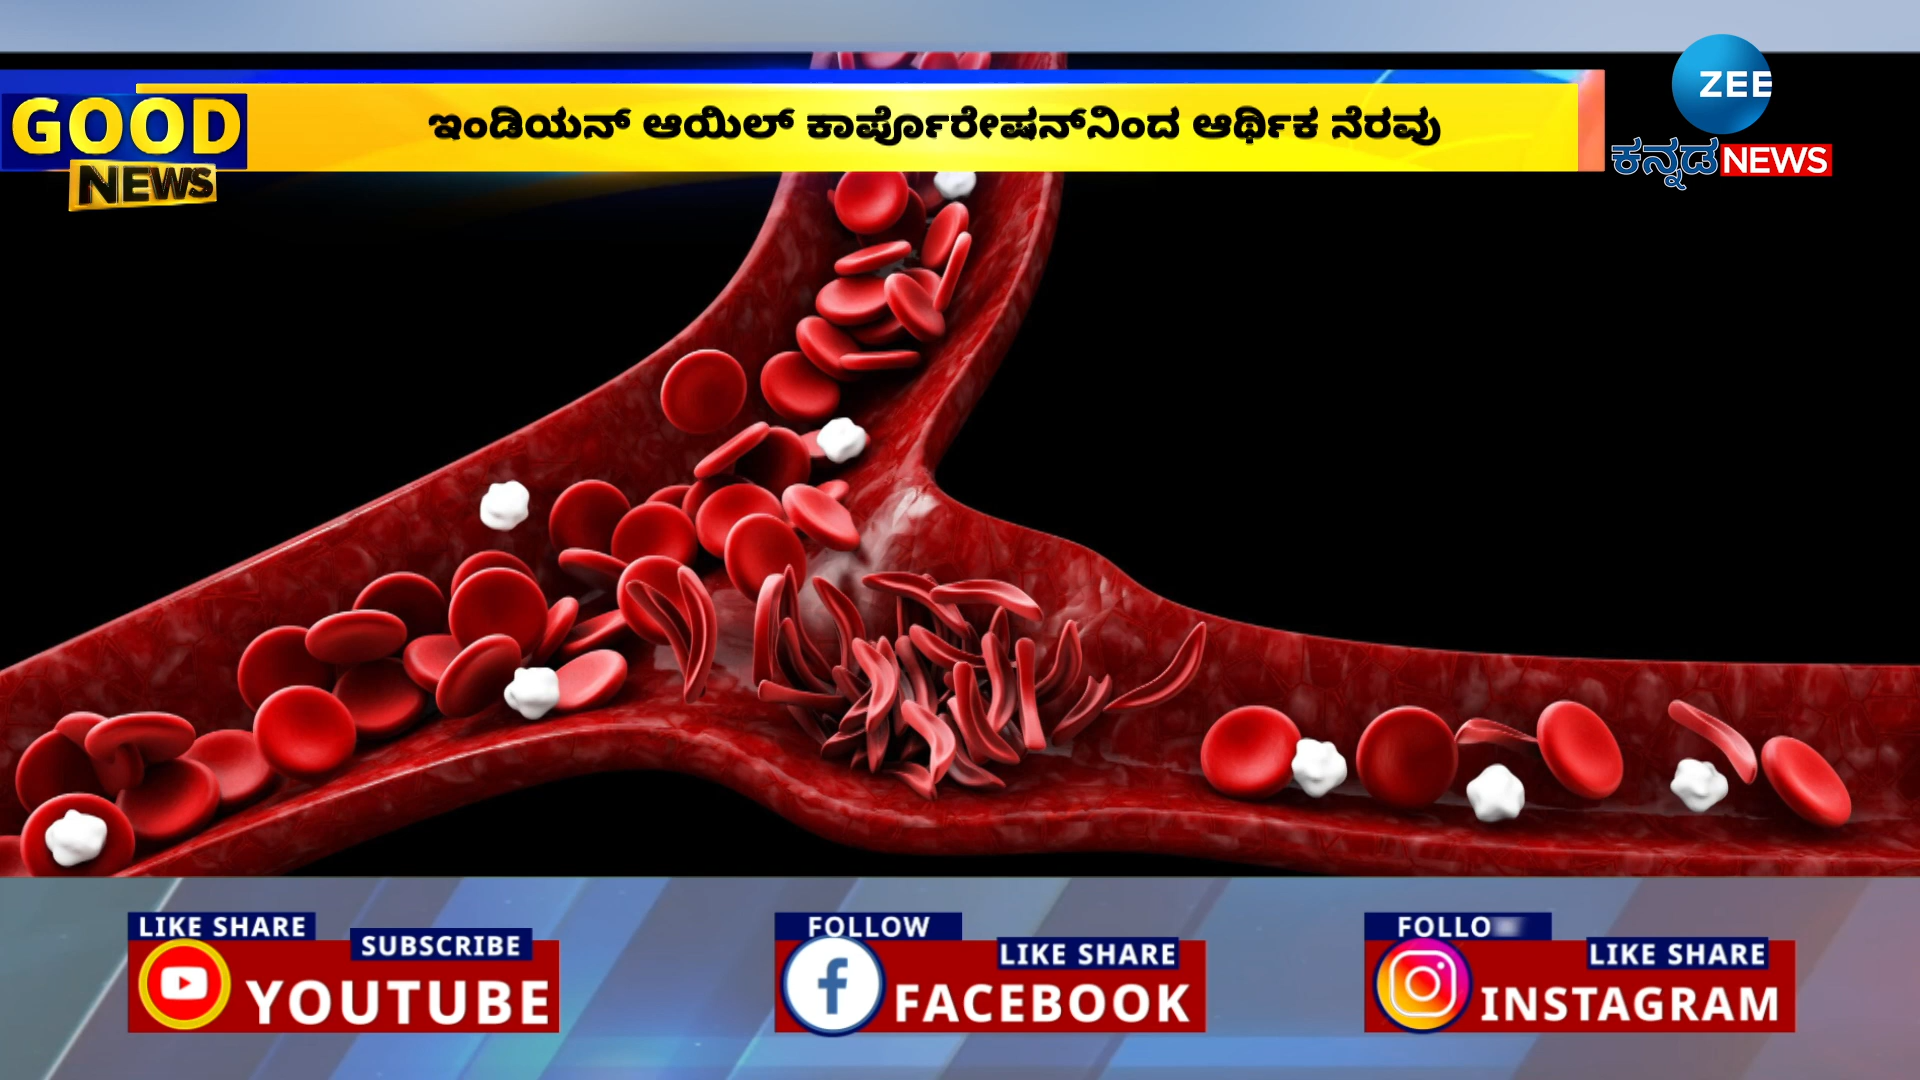 GOOD
NEWS
ಇಂಡಿಯನ್ ಆಯಿಲ್ ಕಾರ್ಪೊರೇಷನ್‌ನಿಂದ ಆರ್ಥಿಕ ನೆರವು
ZEE
ಕನ್ನಡ NEWS
LIKE SHARE
SUBSCRIBE
YOUTUBE
FOLLOW
LIKE SHARE
FACEBOOK
FOLLO
LIKE SHARE
INSTAGRAM